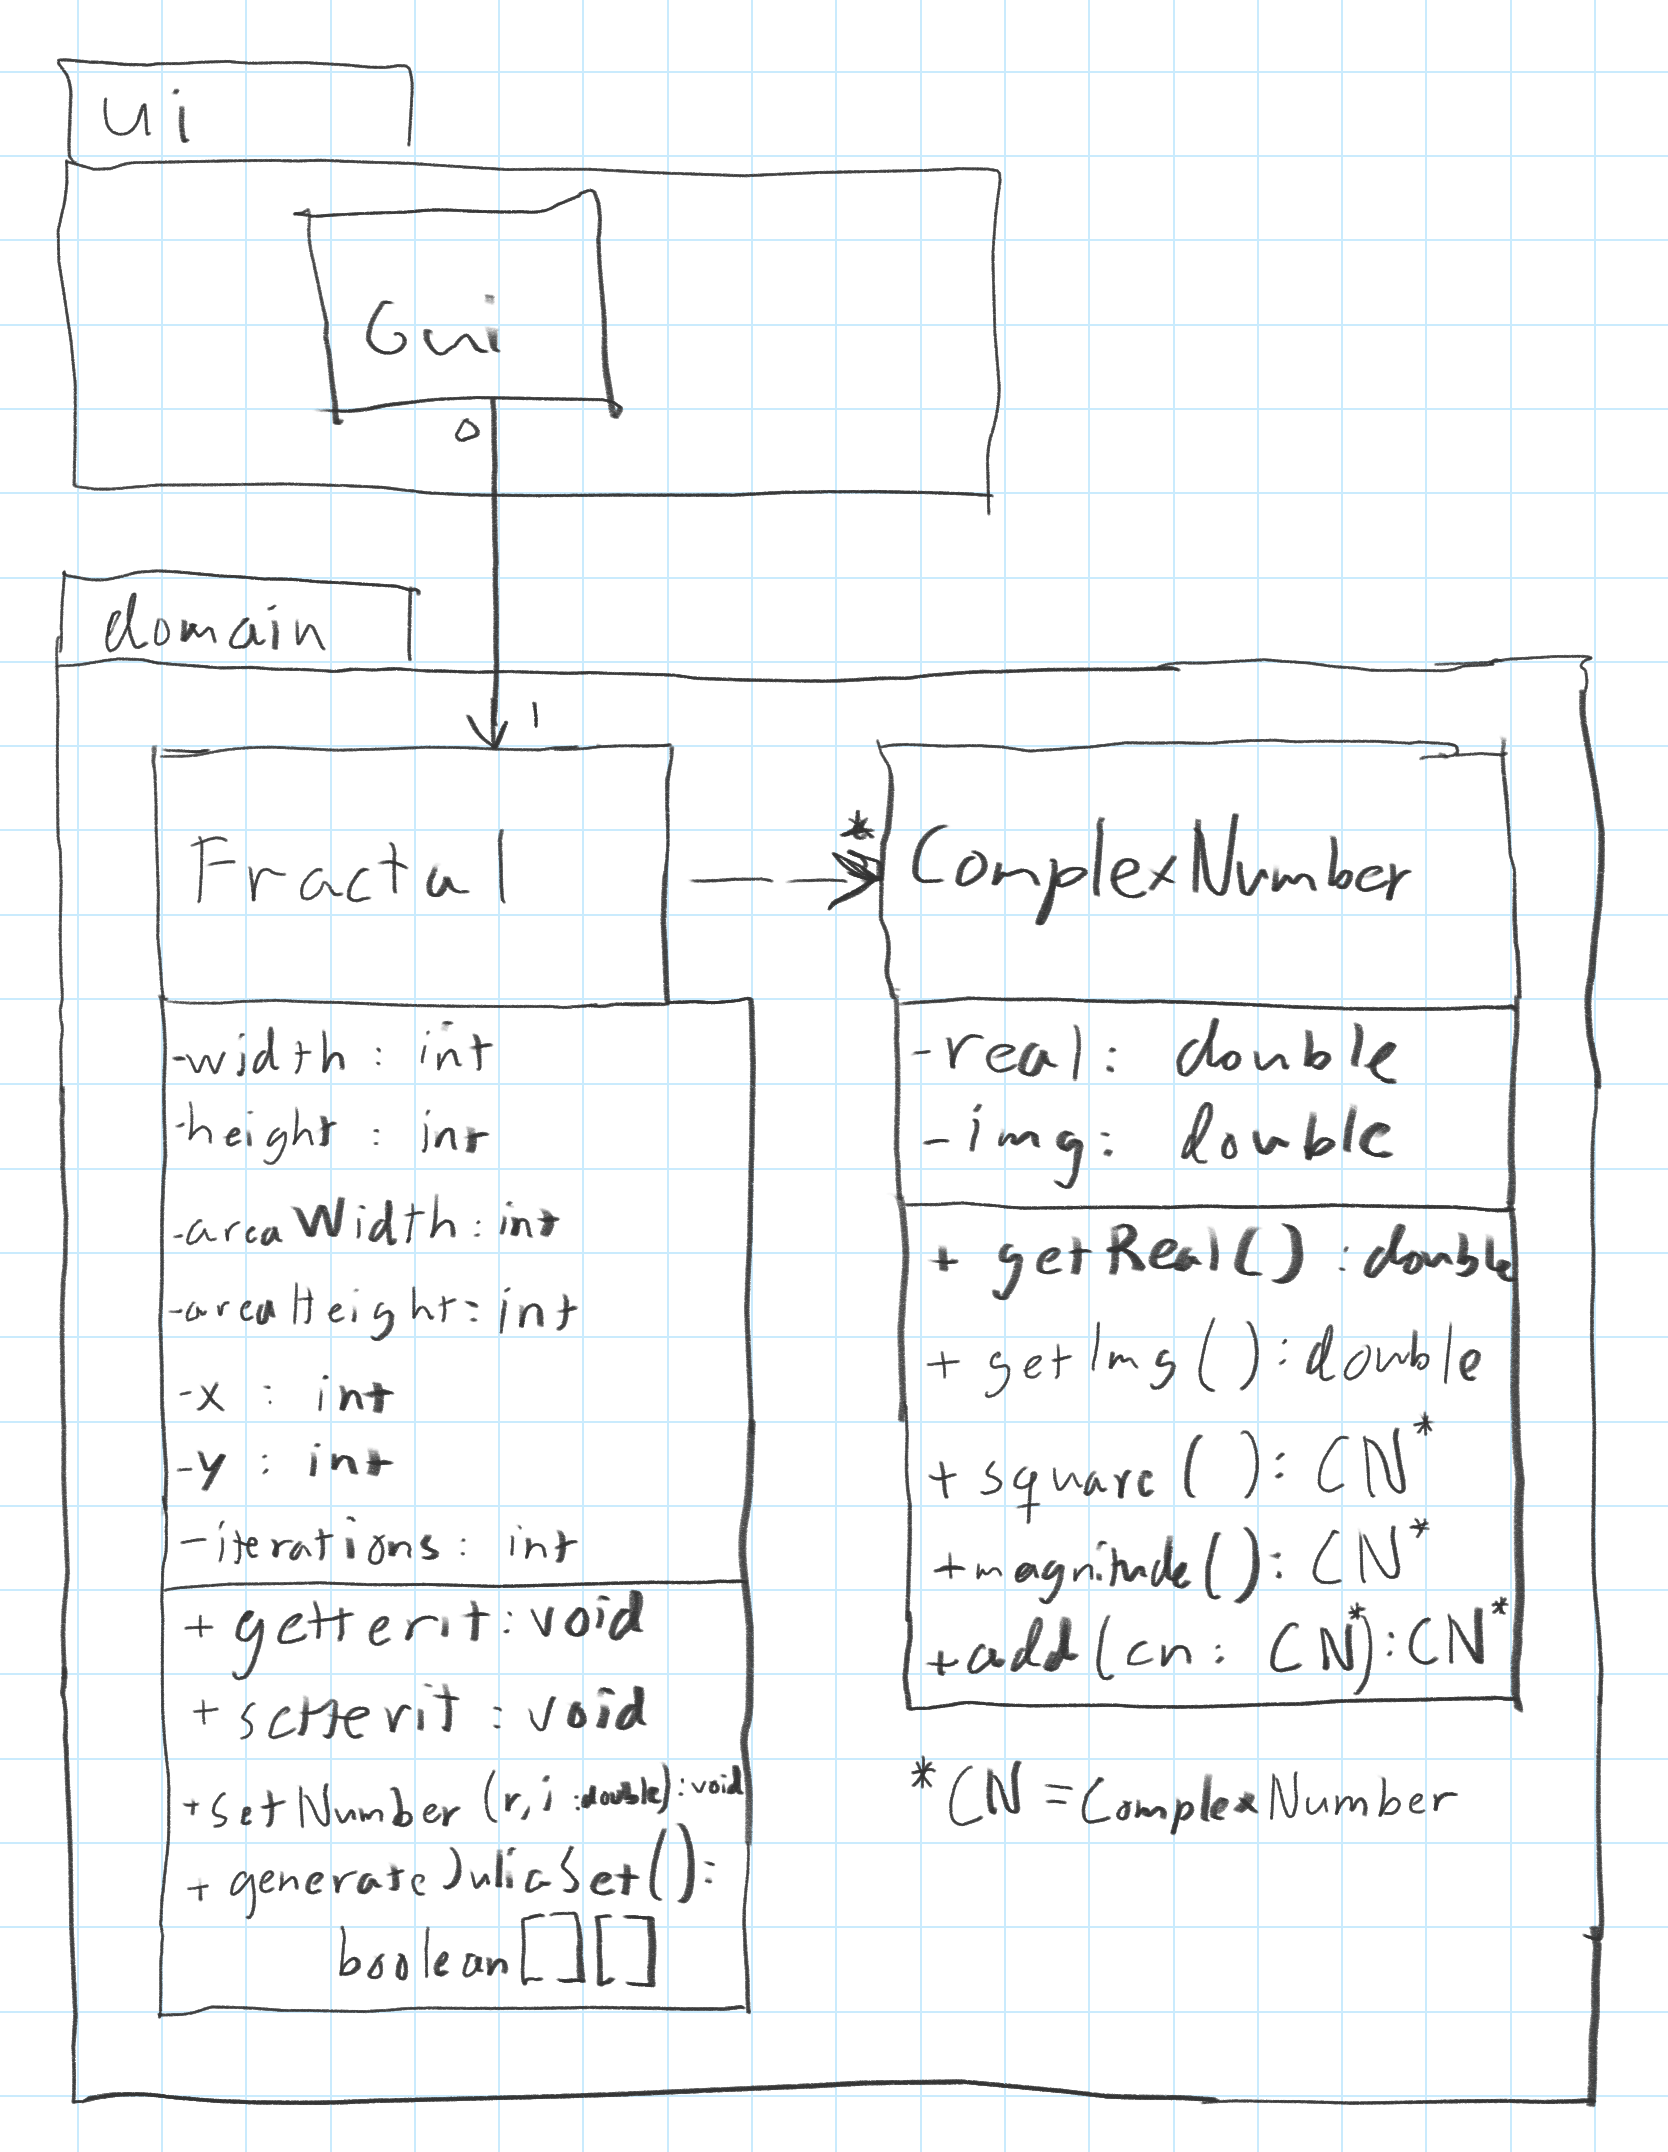 ui
Gui
0
domain
1
Fractal
*
ComplexNumber
-width : int
-height : int
-areaWidth : int
-areaHeight : int
-x : int
-y : int
-iterations : int
+ getterit : void
+ setterit : void
+ setNumber (r, i : double) : void
+ generateJuliaSet() :
boolean[][]
-real : double
-img : double
+ getReal() : double
+ getImg() : double
+ square() : CN*
+magnitude() : CN*
+add(cn : CN*) : CN*
*CN = ComplexNumber